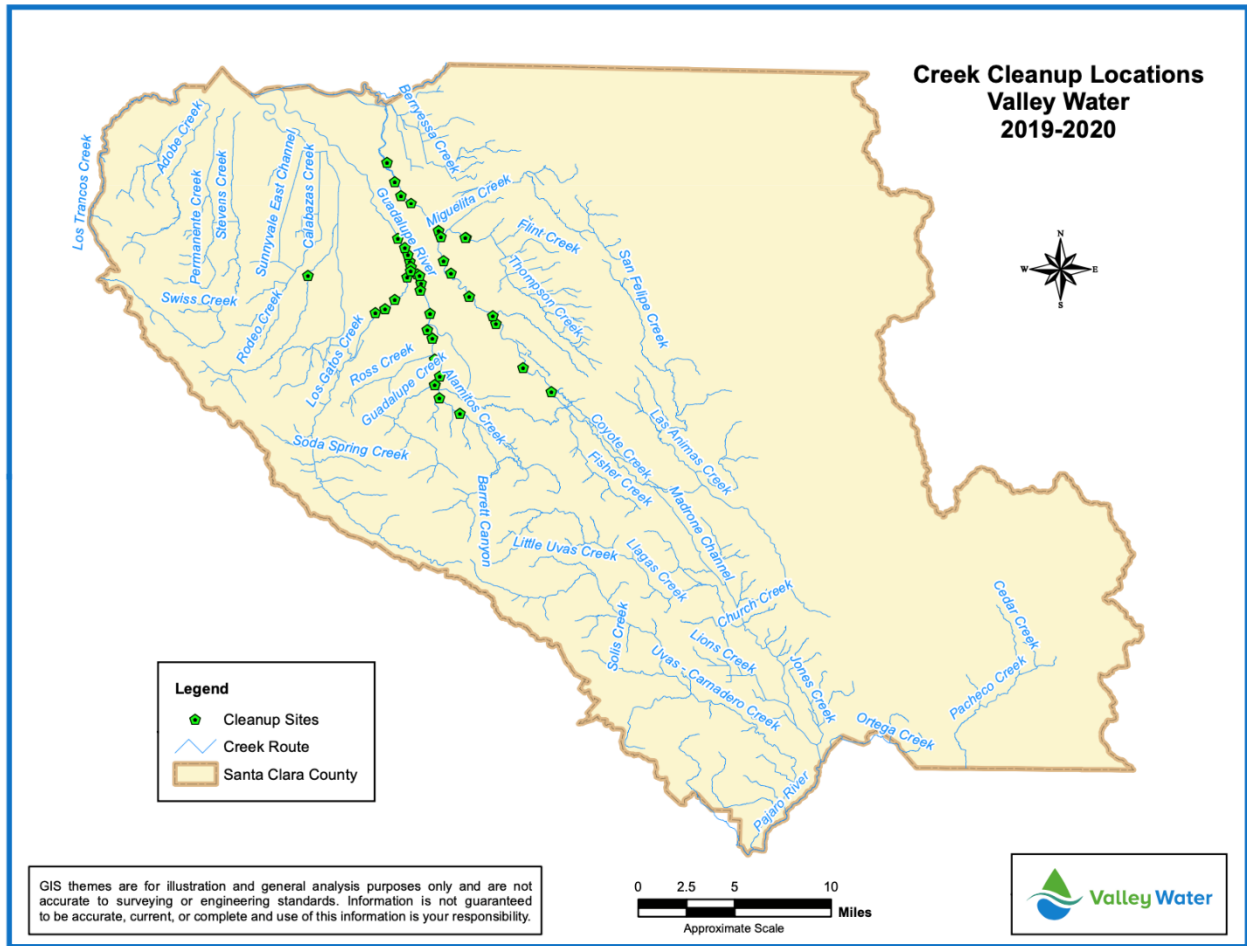 Creek Cleanup Locations
Valley Water
2019-2020
Berryessa Creek
Adobe Creek
Los Trancos Creek
Permanente Creek
Stevens Creek
Sunnyvale East Channel
Calabazas Creek
Guadalupe River
Miguelita Creek
Flint Creek
Thompson Creek
San Felipe Creek
Swiss Creek
Rodeo Creek
Los Gatos Creek
Ross Creek
Guadalupe Creek
Alamitos Creek
Soda Spring Creek
Barrett Canyon
Coyote Creek
Fisher Creek
Las Animas Creek
Madrone Channel
Little Uvas Creek
Llagas Creek
Church Creek
Solis Creek
Lions Creek
Uvas - Carnadero Creek
Jones Creek
Cedar Creek
Pacheco Creek
Ortega Creek
Pajaro River
N
W
E
S
Legend
Cleanup Sites
Creek Route
Santa Clara County
GIS themes are for illustration and general analysis purposes only and are not
accurate to surveying or engineering standards. Information is not guaranteed
to be accurate, current, or complete and use of this information is your responsibility.
0 2.5 5 10
Miles
Approximate Scale
Valley Water